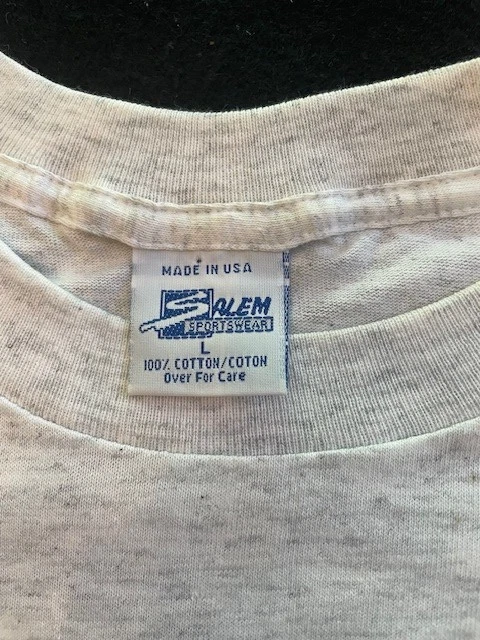 MADE IN USA
SALEM
SPORTSWEAR
L
100% COTTON/COTON
Over For Care